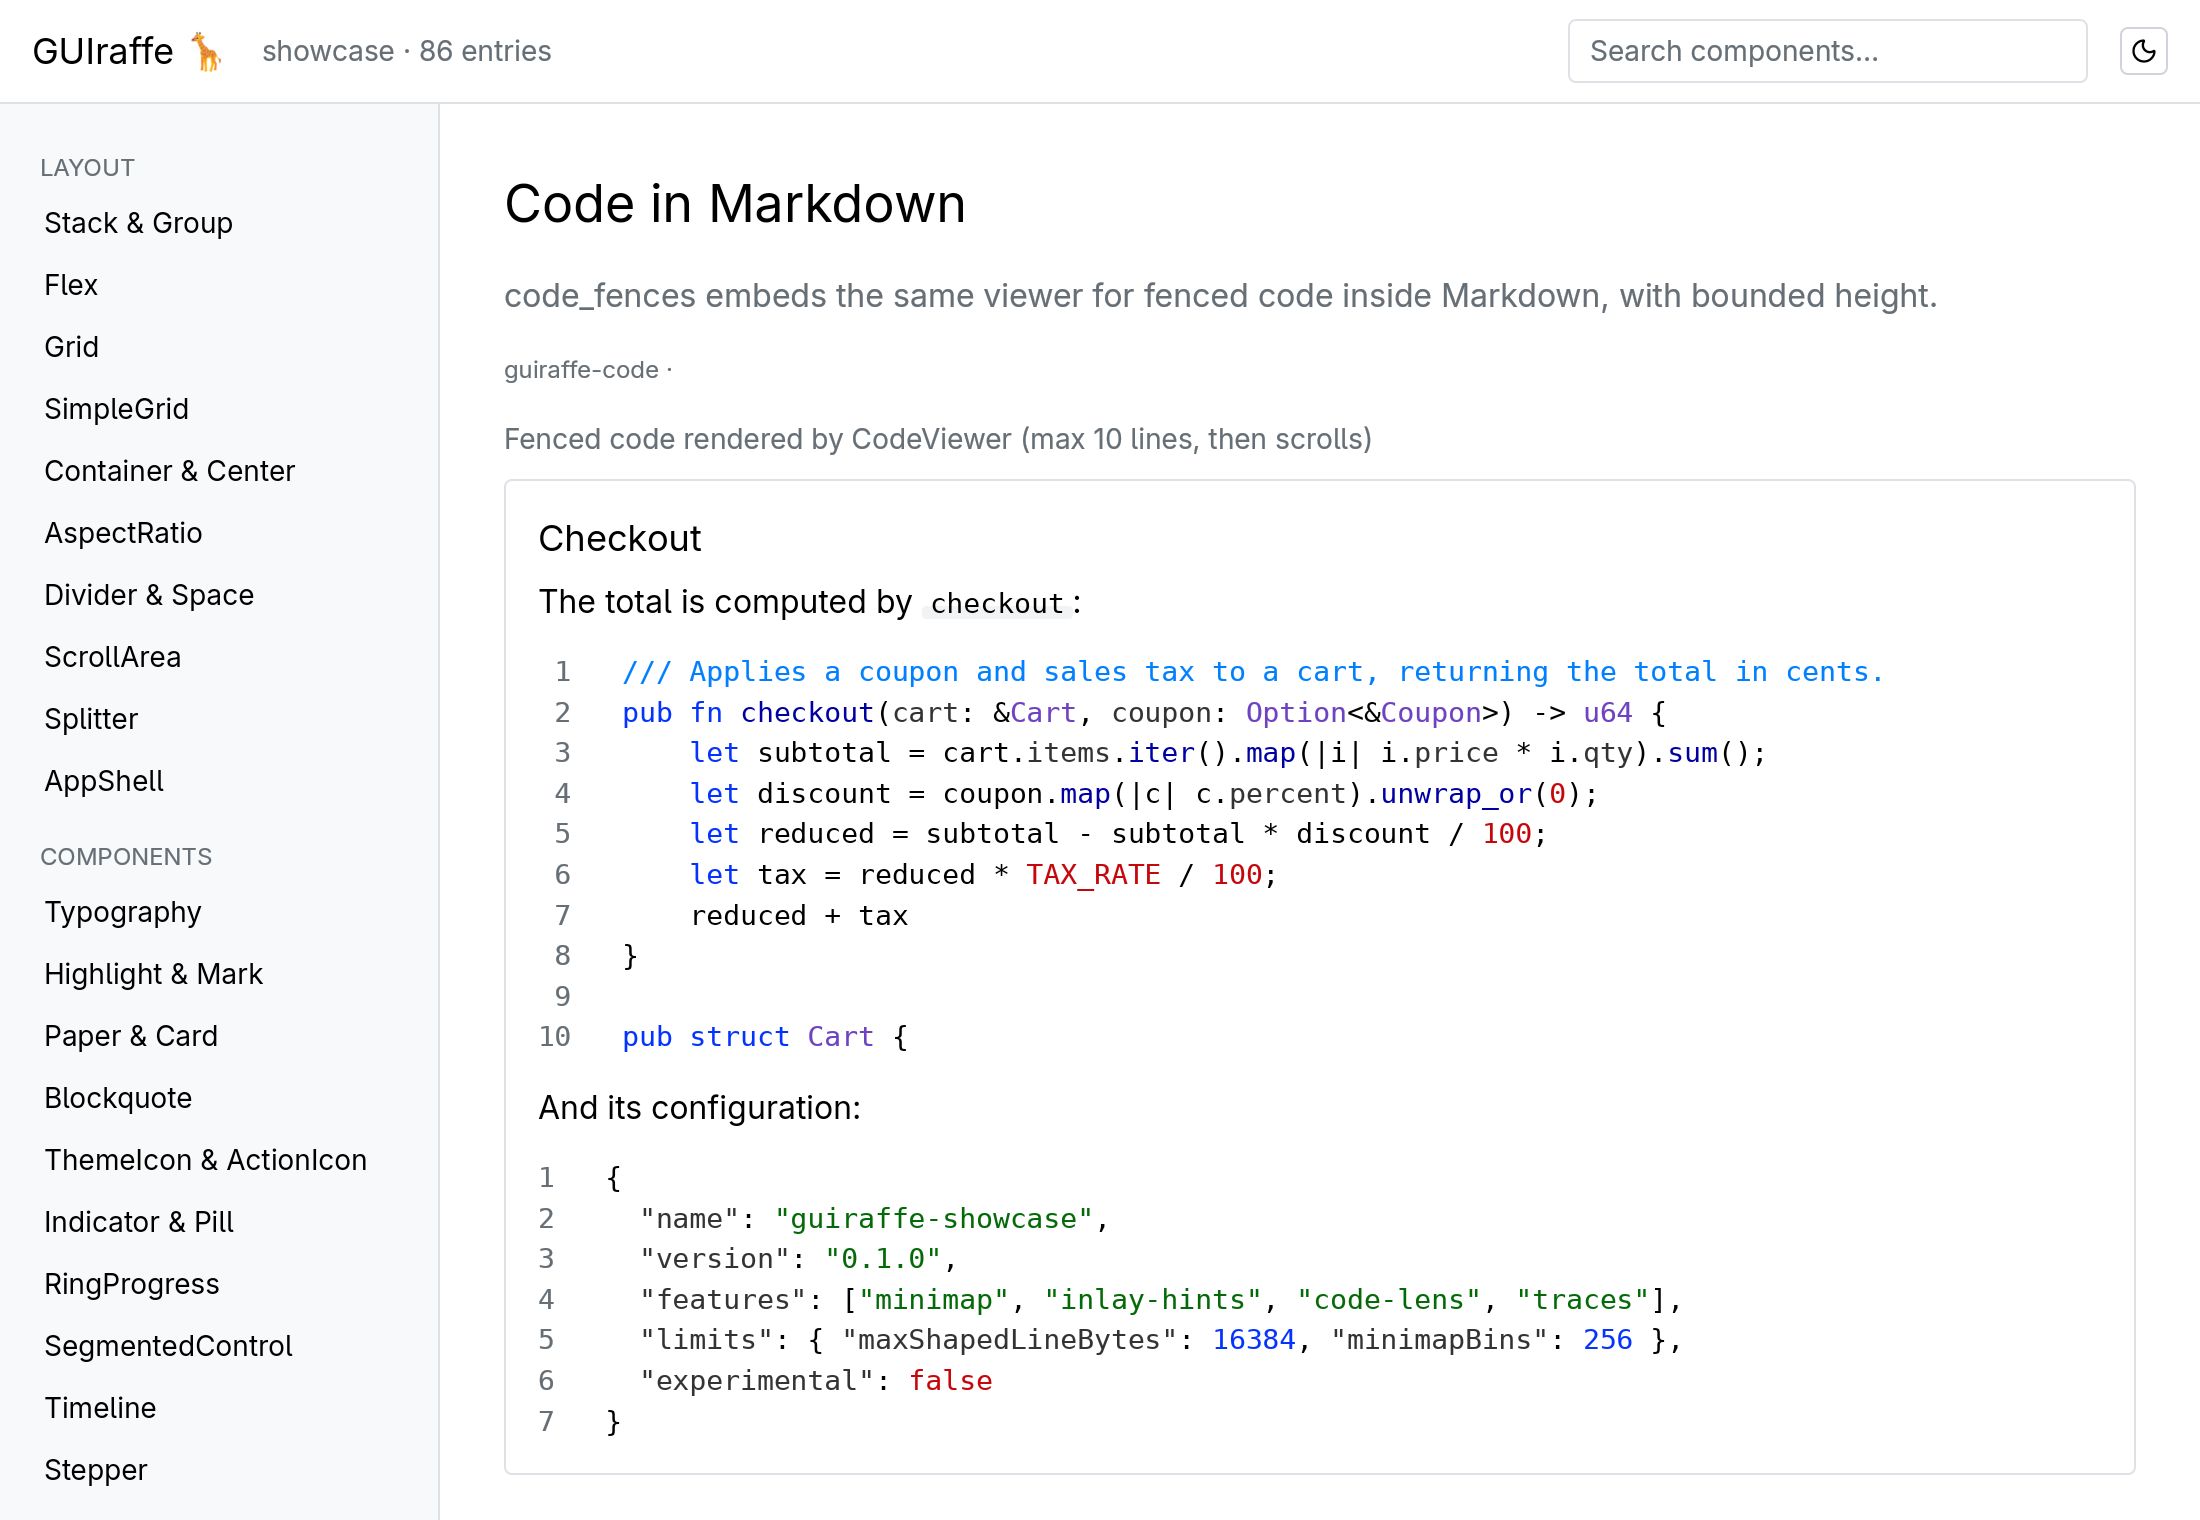 GUIraffe 🦒 showcase · 86 entries
Search components...
LAYOUT
Stack & Group
Flex
Grid
SimpleGrid
Container & Center
AspectRatio
Divider & Space
ScrollArea
Splitter
AppShell
COMPONENTS
Typography
Highlight & Mark
Paper & Card
Blockquote
ThemeIcon & ActionIcon
Indicator & Pill
RingProgress
SegmentedControl
Timeline
Stepper
Code in Markdown
code_fences embeds the same viewer for fenced code inside Markdown, with bounded height.
guiraffe-code ·
Fenced code rendered by CodeViewer (max 10 lines, then scrolls)
Checkout
The total is computed by checkout:
1 /// Applies a coupon and sales tax to a cart, returning the total in cents.
2 pub fn checkout(cart: &Cart, coupon: Option<&Coupon>) -> u64 {
3     let subtotal = cart.items.iter().map(|i| i.price * i.qty).sum();
4     let discount = coupon.map(|c| c.percent).unwrap_or(0);
5     let reduced = subtotal - subtotal * discount / 100;
6     let tax = reduced * TAX_RATE / 100;
7     reduced + tax
8 }
9
10 pub struct Cart {
And its configuration:
1 {
2   "name": "guiraffe-showcase",
3   "version": "0.1.0",
4   "features": ["minimap", "inlay-hints", "code-lens", "traces"],
5   "limits": { "maxShapedLineBytes": 16384, "minimapBins": 256 },
6   "experimental": false
7 }